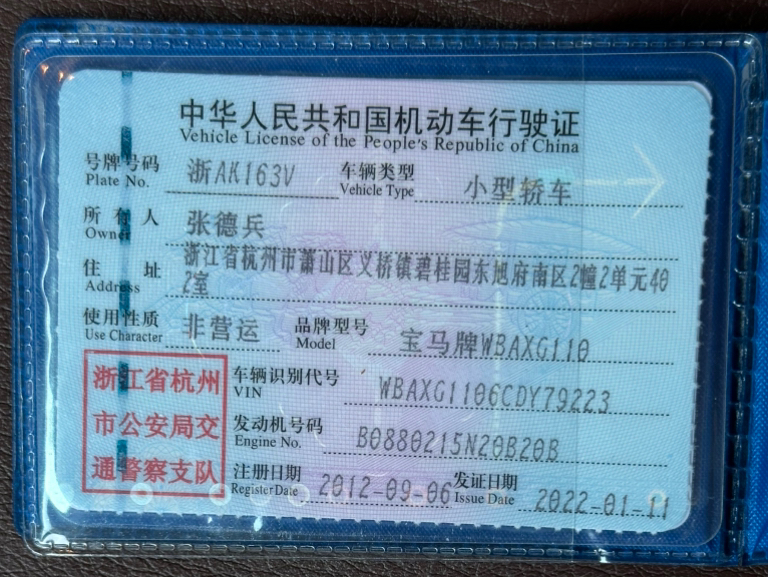 中华人民共和国机动车行驶证
Vehicle License of the People's Republic of China
号牌号码 浙AK163V 车辆类型 小型轿车
Plate No. Vehicle Type
所有人 张德兵
Owner
住址 浙江省杭州市萧山区义桥镇碧桂园东旭府南区2幢2单元40
Address 2室
使用性质 非营运 品牌型号 宝马牌WBAXG110
Use Character Model
浙江省杭州
市公安局交
通警察支队
车辆识别代号 WBAXG1106CDY79223
VIN
发动机号码 B0880215N20B20B
Engine No.
注册日期 2012-09-06 发证日期 2022-01-11
Register Date Issue Date